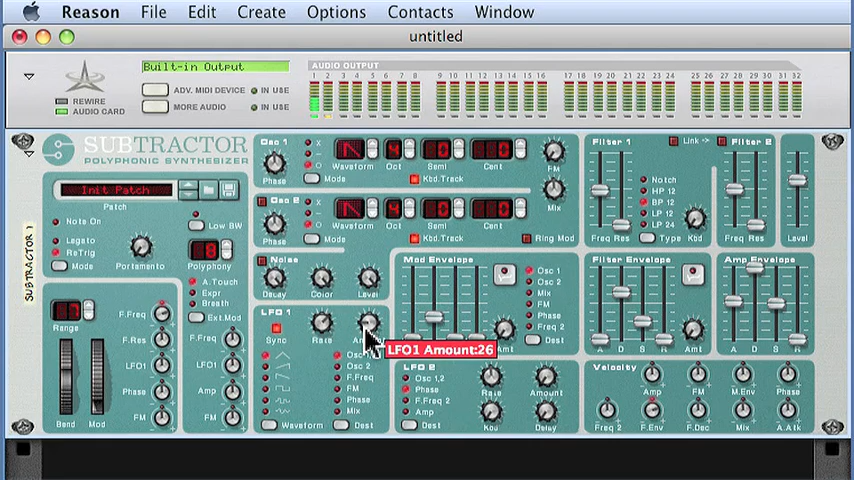 Reason File Edit Create Options Contacts Window
untitled
Built-in Output
AUDIO OUTPUT
1 2 3 4 5 6 7 8 9 10 11 12 13 14 15 16 17 18 19 20 21 22 23 24 25 26 27 28 29 30 31 32
ADV. MIDI DEVICE IN USE
MORE AUDIO IN USE
REWIRE
AUDIO CARD
SUBTRACTOR
POLYPHONIC SYNTHESIZER
Init Patch
Patch
Note On
Low BW
Legato
ReTrig
Mode
Portamento
Polyphony
8
SUBTRACTOR 1
Range
Bend Mod
F.Freq
LFO1
Phase
FM
A.Touch
Expr
Breath
Ext.Mod
F.Freq
LFO1
Amp
FM
Osc 1
Phase
Waveform Oct Semi Cent
4 0 0
Mode
Kbd.Track
FM
Mix
Osc 2
Phase
Waveform Oct Semi Cent
4 0 0
Mode
Kbd.Track
Ring Mod
Noise
Decay Color Level
LFO 1
Sync Rate
LFO1 Amount:26
Osc 2
F.Freq
FM
Phase
Mix
Waveform Dest
Mod Envelope
Osc 1
Osc 2
Mix
FM
Phase
Freq 2
Dest
LFO 2
Osc 1,2
Phase
F.Freq 2
Amp
Dest
Rate Amount
Delay
Filter 1
Link ->
Filter 2
Notch
HP 12
BP 12
LP 12
LP 24
Type
Freq Res
Kbd
Freq Res
Level
Filter Envelope
A D S R Amt
Amp Envelope
A D S R
Velocity
Amp FM M.Env Phase
Freq 2 F.Env F.Dec Mix A.Atk